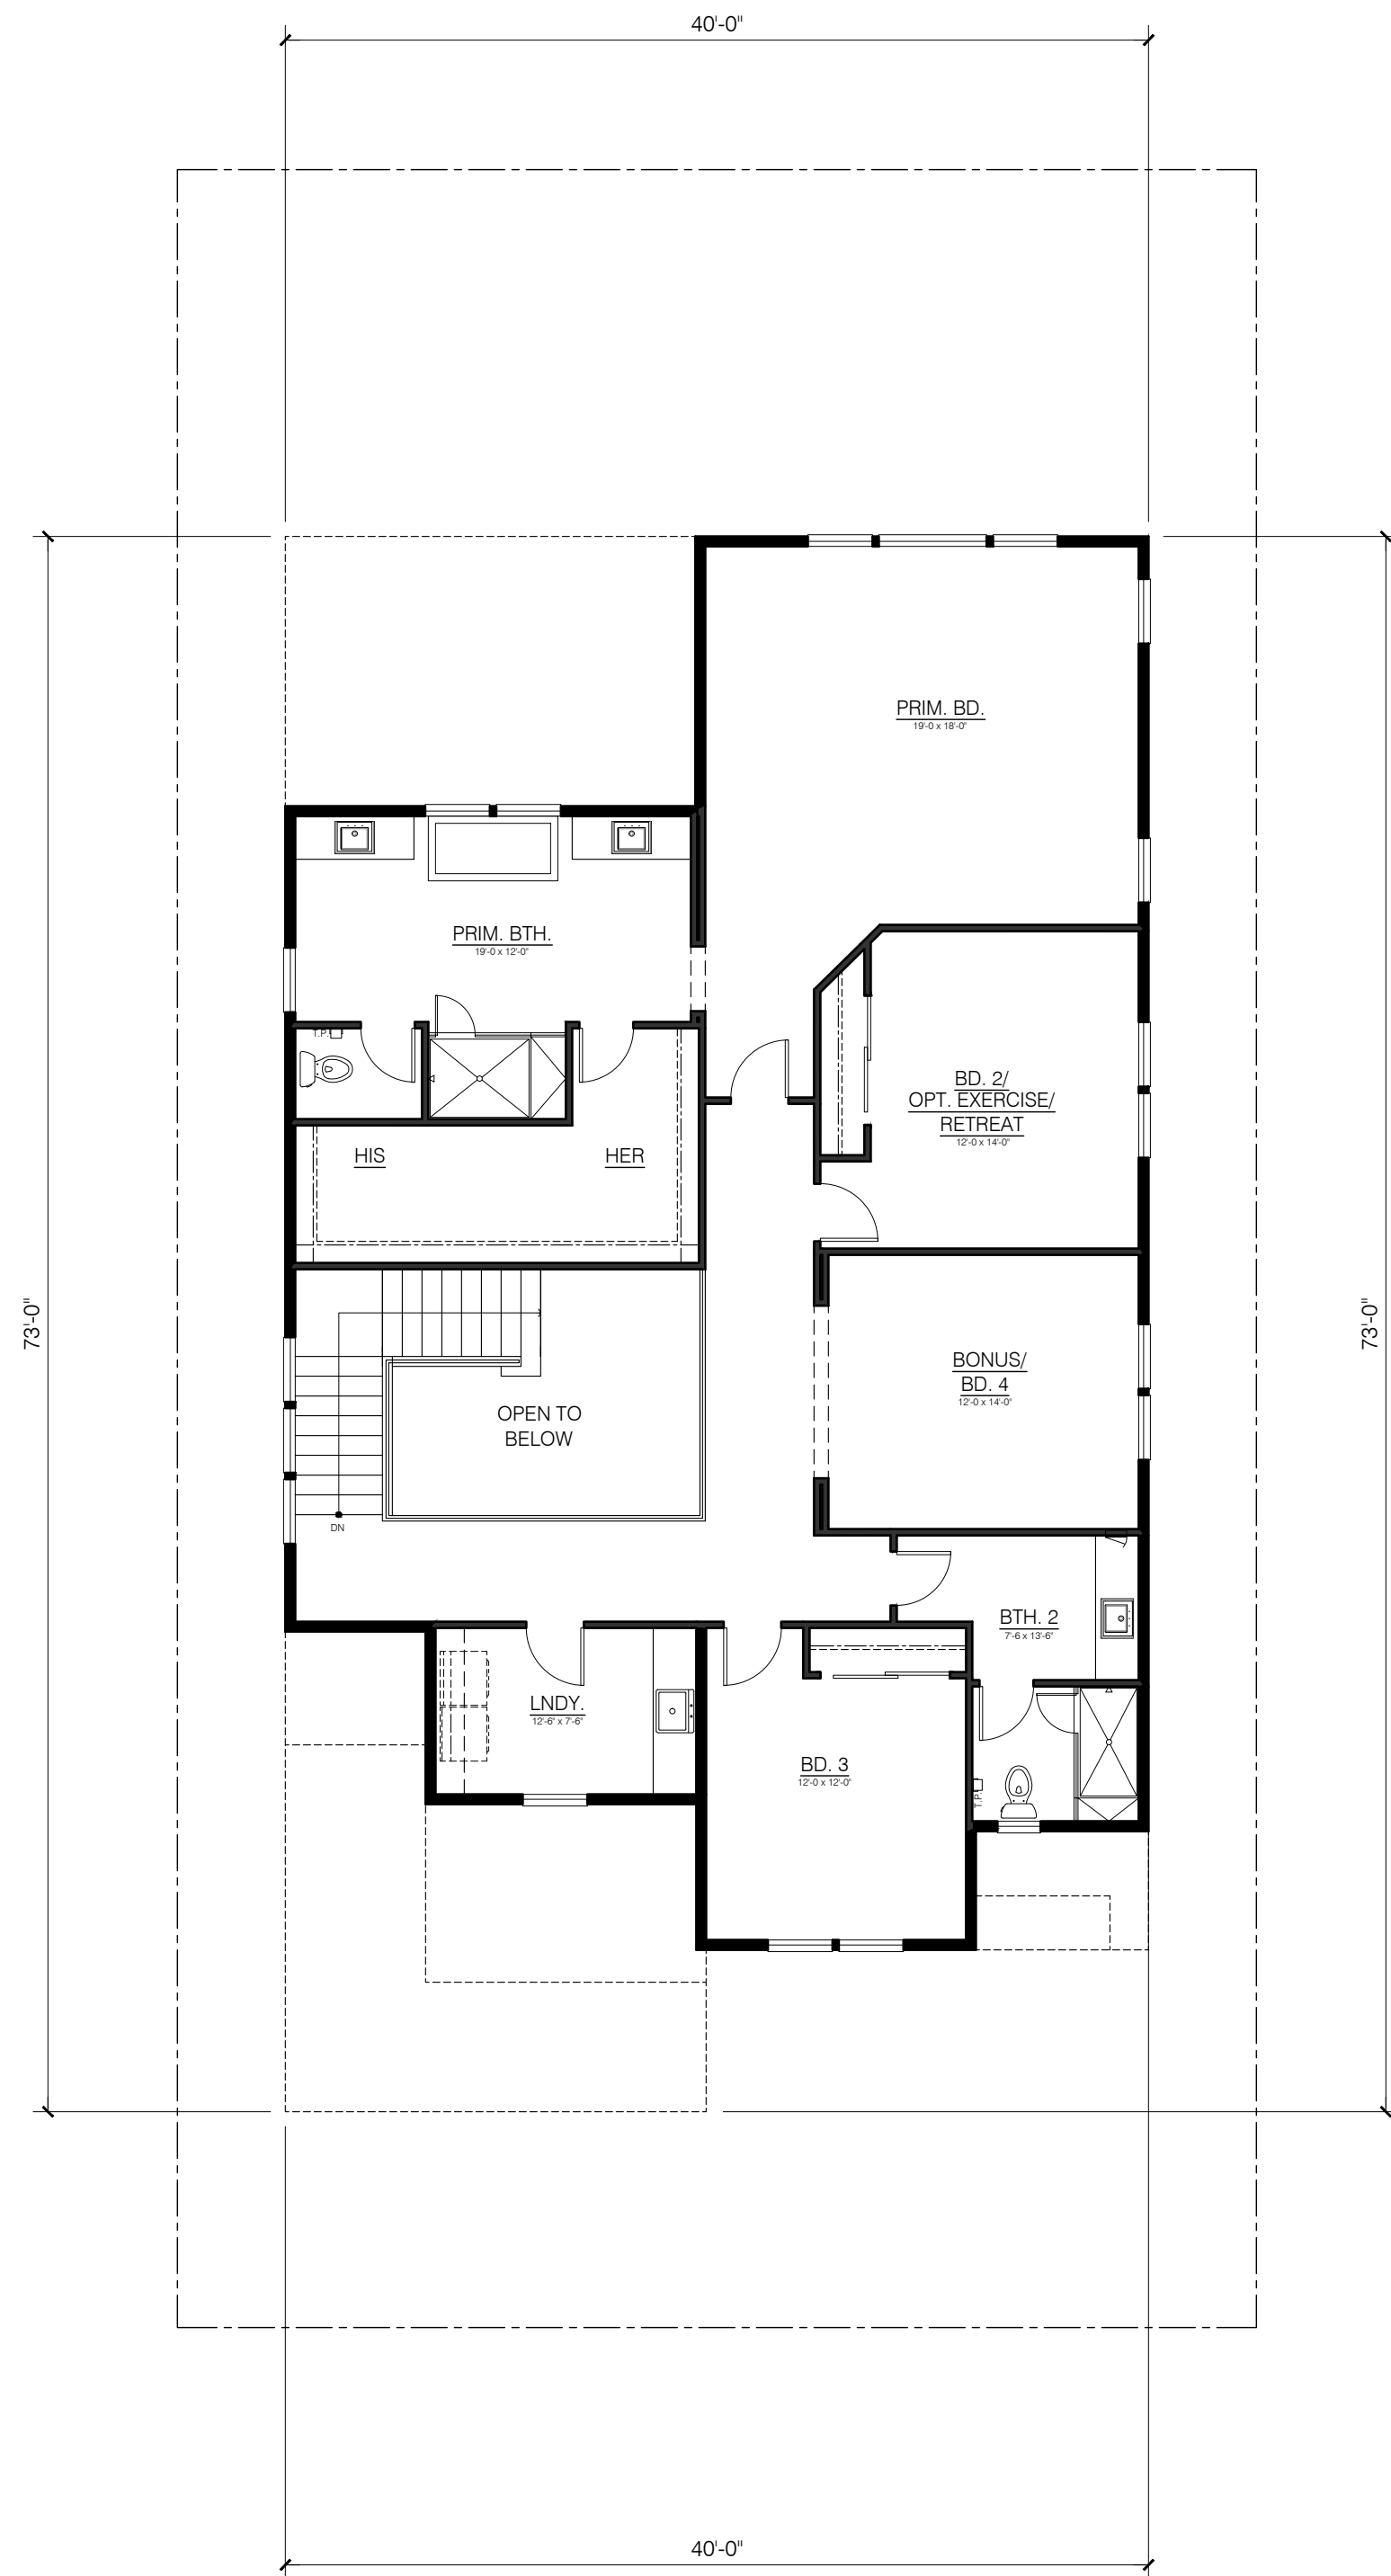 40'-0"
PRIM. BD.
19'-0 x 18'-0"
PRIM. BTH.
19'-0 x 12'-0"
T.P.
BD. 2/
OPT. EXERCISE/
RETREAT
12'-0 x 14'-0"
HIS
HER
73'-0"
73'-0"
BONUS/
BD. 4
12'-0 x 14'-0"
OPEN TO
BELOW
DN
BTH. 2
7'-6 x 13'-6"
LNDY.
12'-6" x 7'-6"
BD. 3
12'-0 x 12'-0"
T.P.
40'-0"